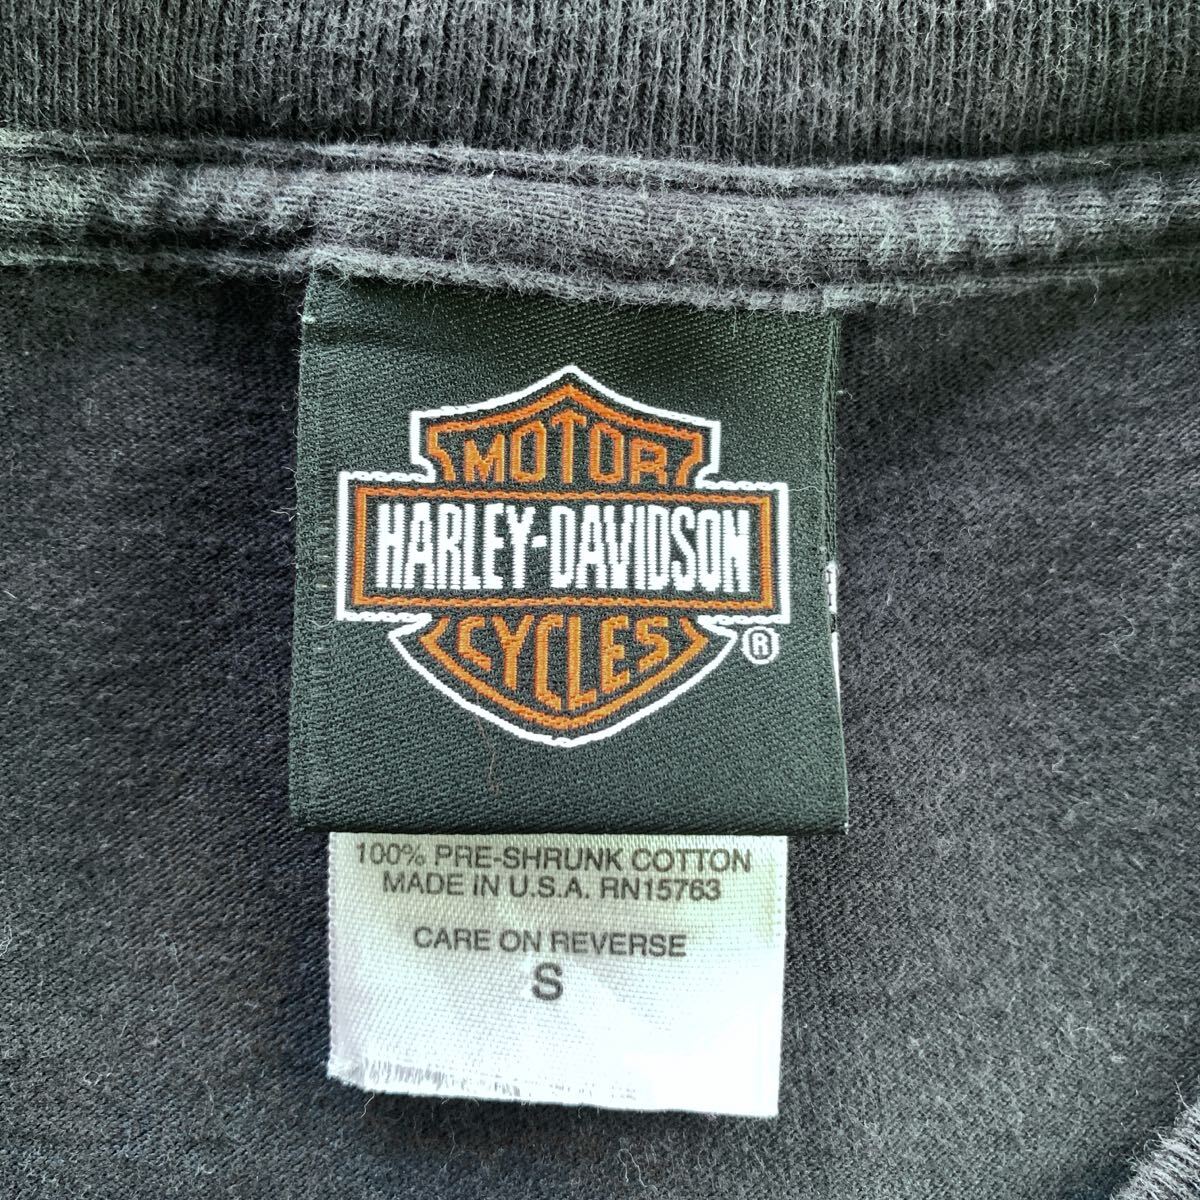 MOTOR
HARLEY-DAVIDSON
CYCLES
®
100% PRE-SHRUNK COTTON
MADE IN U.S.A. RN15763
CARE ON REVERSE
S